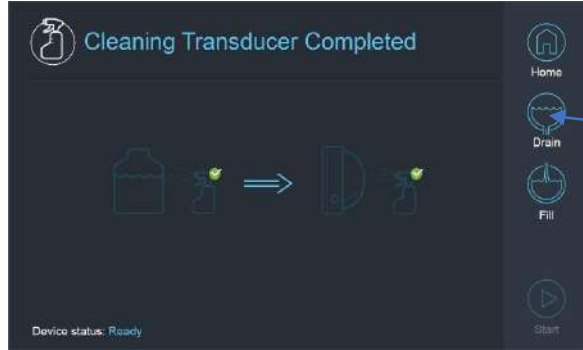 Cleaning Transducer Completed
Home
Drain
Fill
Start
Device status: Ready